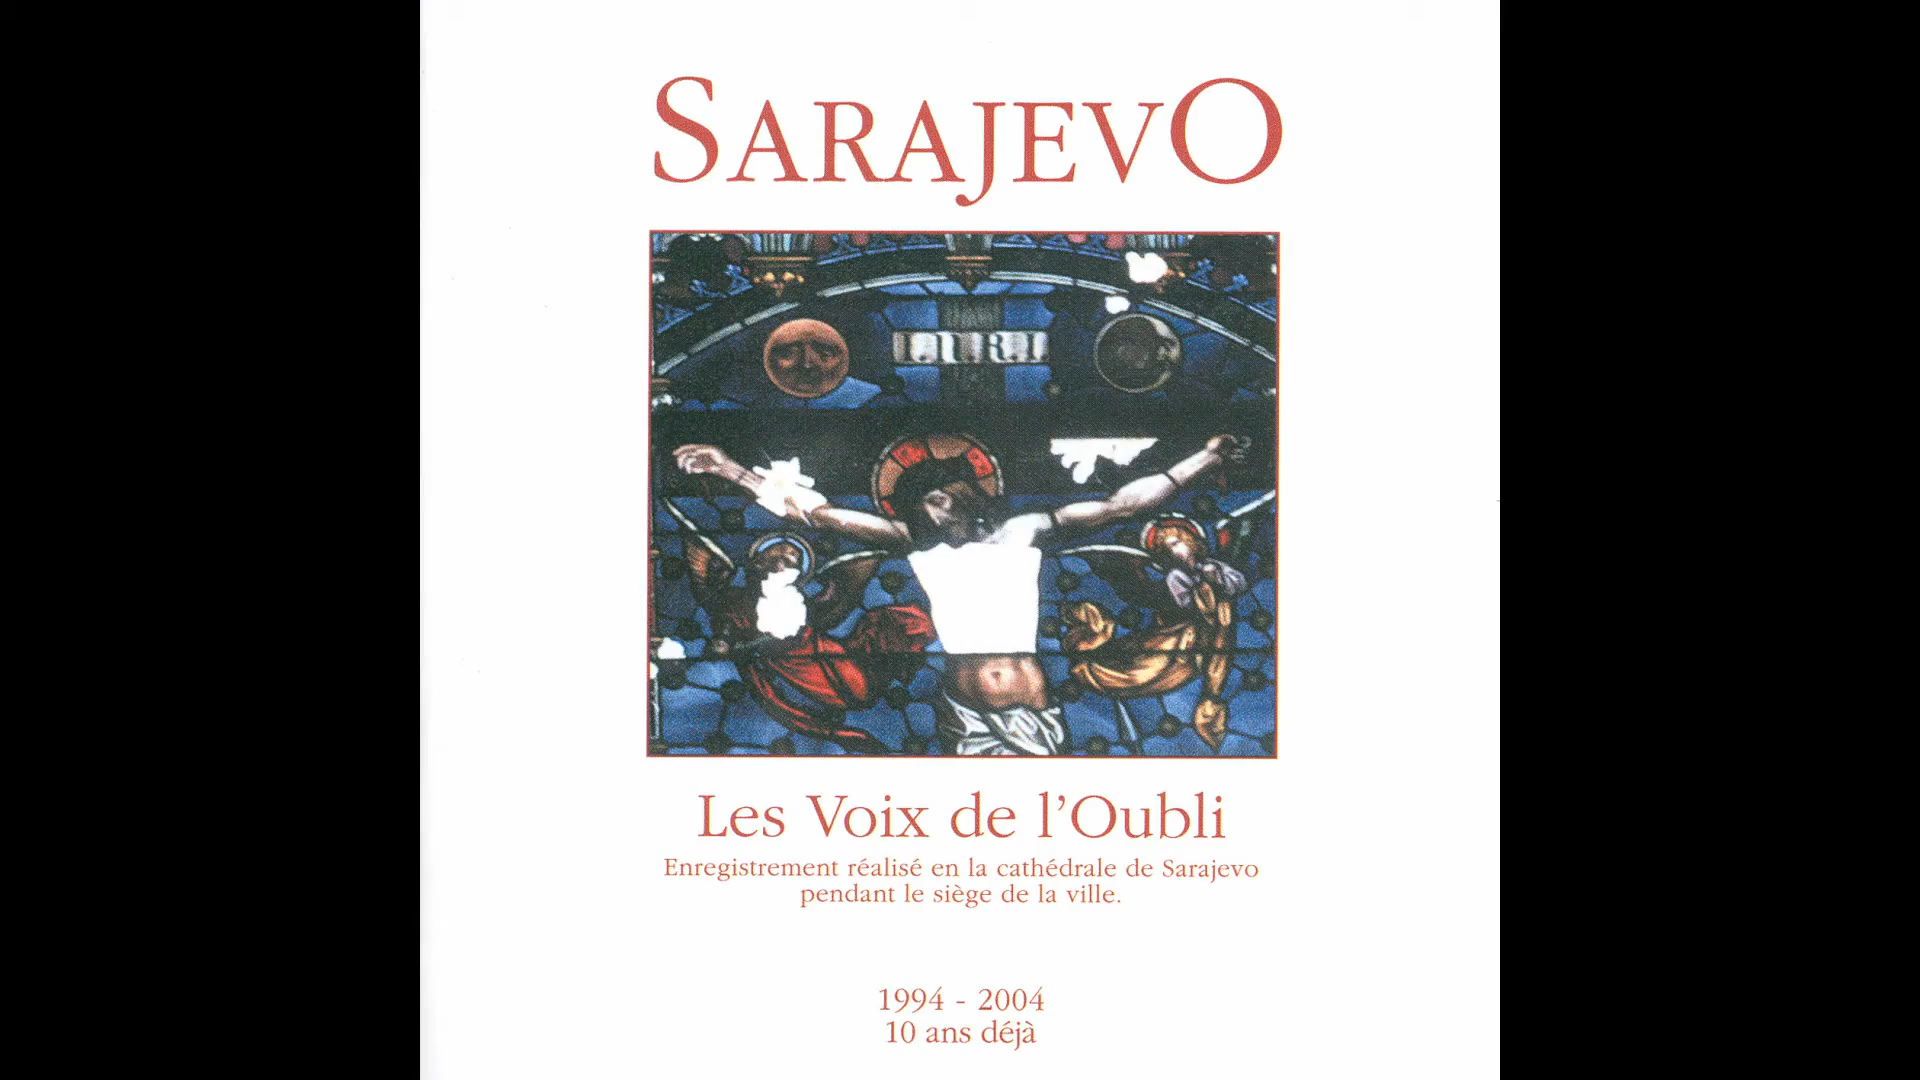 SARAJEVO
I.N.R.I.
Les Voix de l'Oubli
Enregistrement réalisé en la cathédrale de Sarajevo
pendant le siège de la ville.
1994 - 2004
10 ans déjà